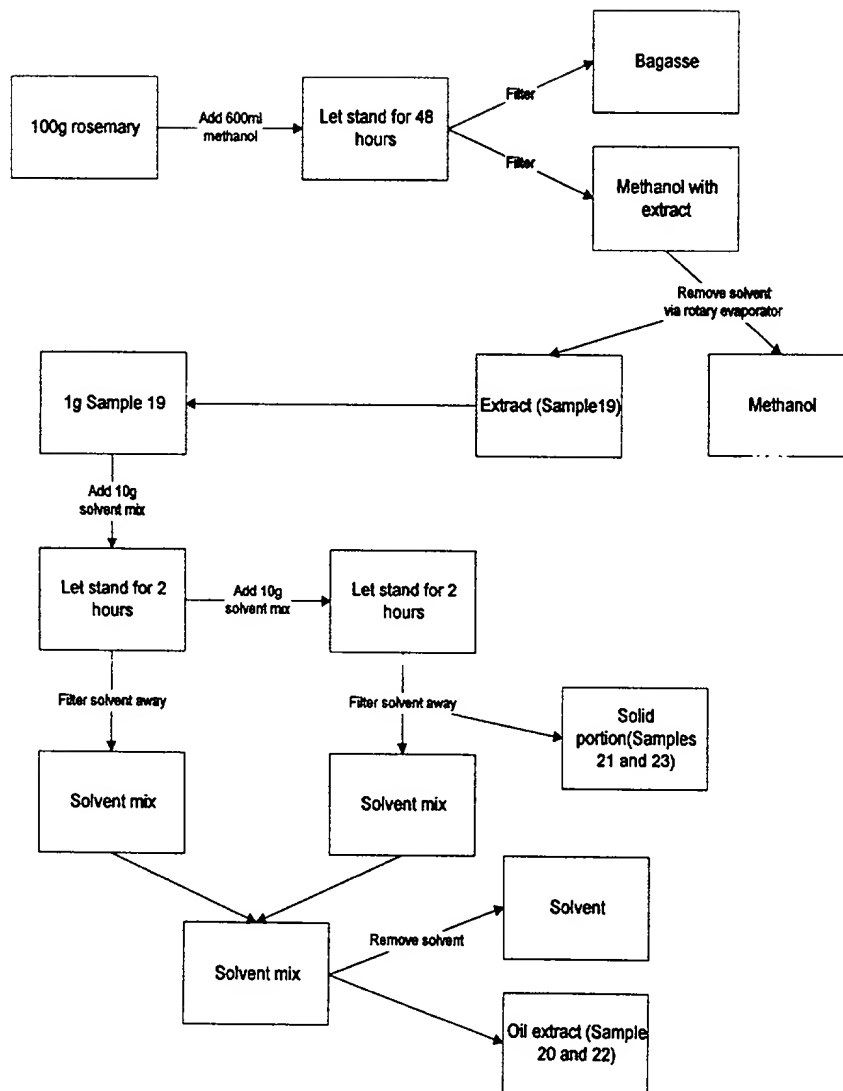 Bagasse
Filter
100g rosemary
Add 600ml
methanol
Let stand for 48
hours
Filter
Methanol with
extract
Remove solvent
via rotary evaporator
1g Sample 19
Extract (Sample19)
Methanol
Add 10g
solvent mix
Let stand for 2
hours
Add 10g
solvent mix
Let stand for 2
hours
Filter solvent away
Filter solvent away
Solid
portion(Samples
21 and 23)
Solvent mix
Solvent mix
Solvent
Remove solvent
Solvent mix
Oil extract (Sample
20 and 22)